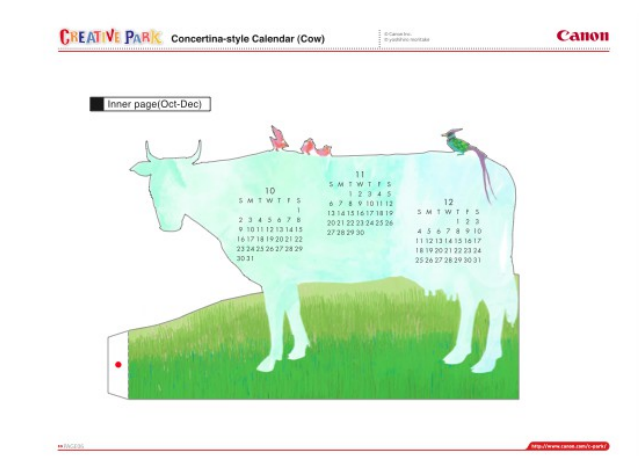 CREATIVE PARK Concertina-style Calendar (Cow)
© Canon Inc.
Canon
Inner page(Oct-Dec)
10
S M T W T F S
1
2 3 4 5 6 7 8
9 10 11 12 13 14 15
16 17 18 19 20 21 22
23 24 25 26 27 28 29
30 31
11
S M T W T F S
1 2 3 4 5
6 7 8 9 10 11 12
13 14 15 16 17 18 19
20 21 22 23 24 25 26
27 28 29 30
12
S M T W T F S
1 2 3
4 5 6 7 8 9 10
11 12 13 14 15 16 17
18 19 20 21 22 23 24
25 26 27 28 29 30 31
http://www.canon.com/c-park/